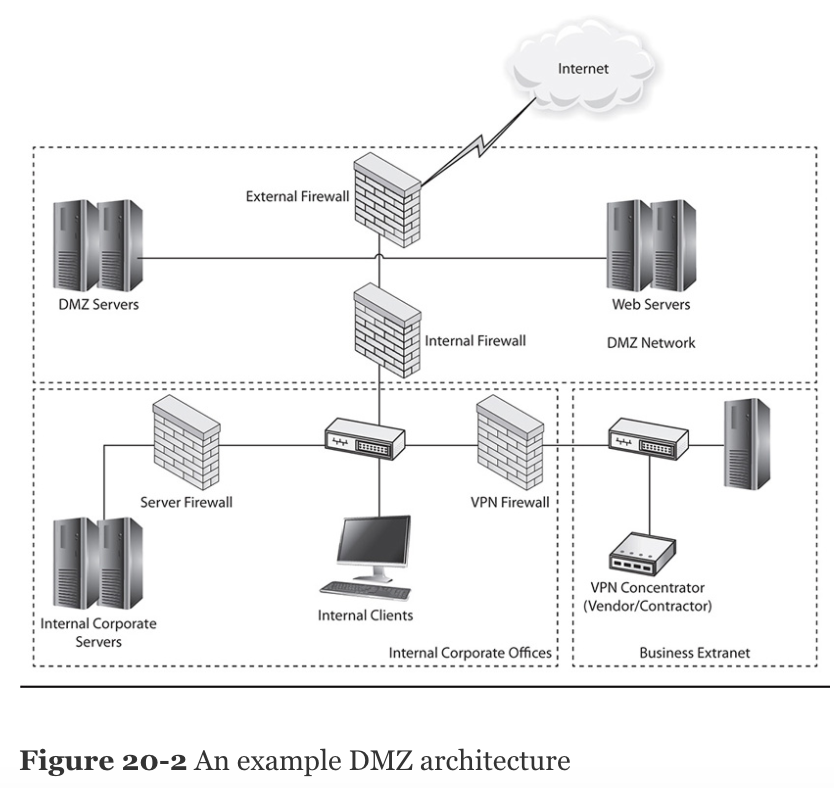 Internet
External Firewall
DMZ Servers
Web Servers
Internal Firewall
DMZ Network
Server Firewall
VPN Firewall
Internal Clients
VPN Concentrator
(Vendor/Contractor)
Internal Corporate
Servers
Internal Corporate Offices
Business Extranet
Figure 20-2 An example DMZ architecture